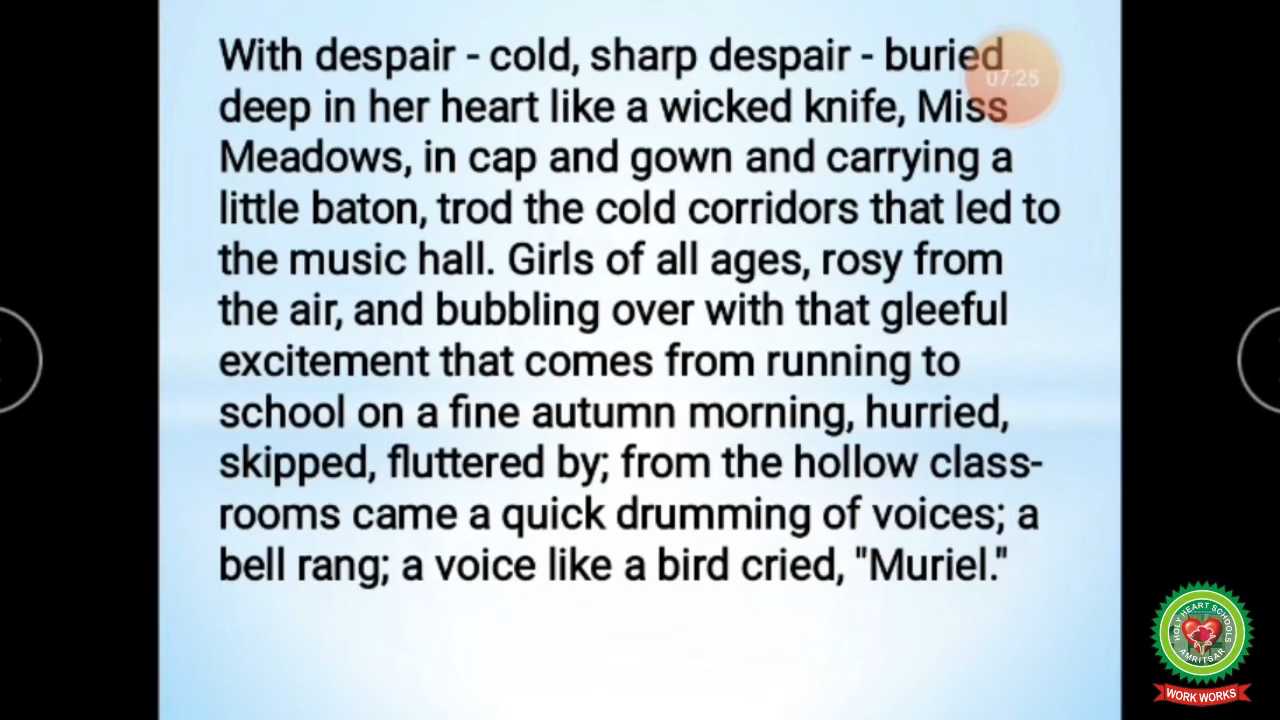 With despair - cold, sharp despair - buried
07:25
deep in her heart like a wicked knife, Miss
Meadows, in cap and gown and carrying a
little baton, trod the cold corridors that led to
the music hall. Girls of all ages, rosy from
the air, and bubbling over with that gleeful
excitement that comes from running to
school on a fine autumn morning, hurried,
skipped, fluttered by; from the hollow class-
rooms came a quick drumming of voices; a
bell rang; a voice like a bird cried, "Muriel."
HOLY HEART SCHOOLS
AMRITSAR
WORK WORKS